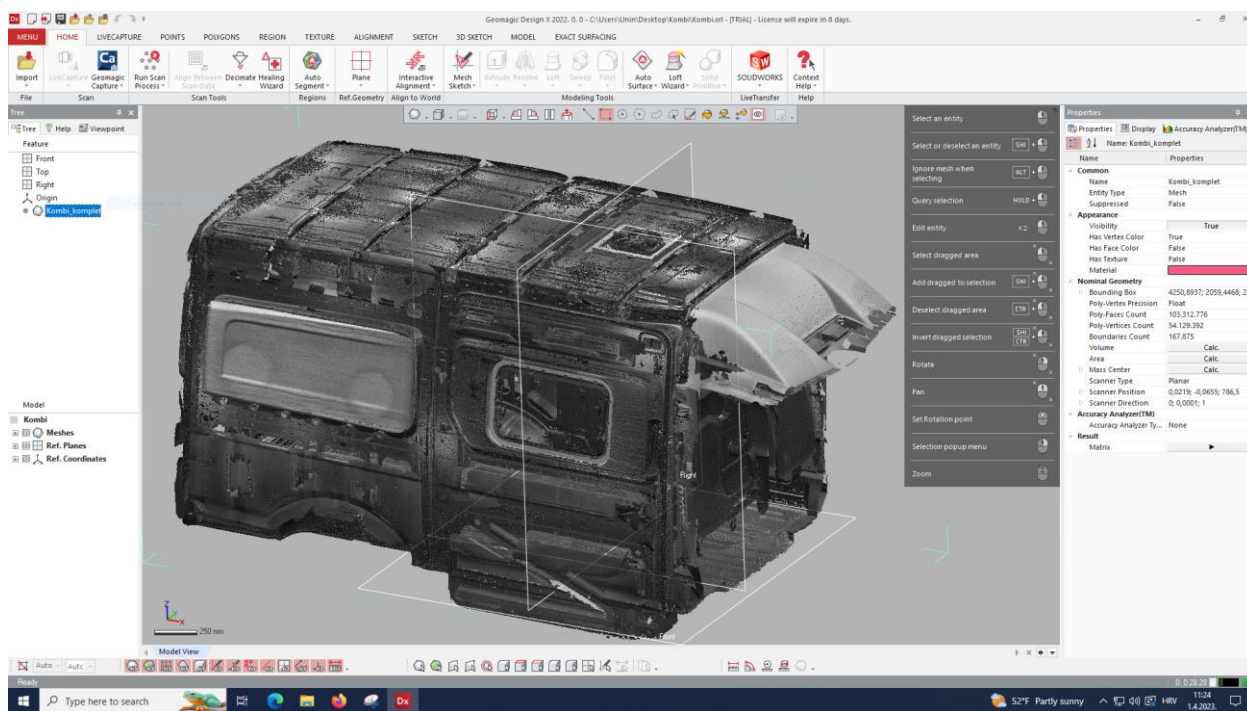 Geomagic Design X 2022. 0. 0 - C:\Users\Unin\Desktop\Kombi\Kombi.xrl - [TRIAL] - License will expire in 8 days.
MENU HOME LIVECAPTURE POINTS POLYGONS REGION TEXTURE ALIGNMENT SKETCH 3D SKETCH MODEL EXACT SURFACING
Import LiveCapture Geomagic Capture Run Scan Process Align Between Scan Data Decimate Healing Wizard Auto Segment Plane Interactive Alignment Mesh Sketch Extrude Revolve Loft Sweep Fillet Auto Surface Loft Wizard Solid Primitive SOLIDWORKS Context Help
File Scan Scan Tools Regions Ref.Geometry Align to World Modeling Tools LiveTransfer Help
Tree
Tree Help Viewpoint
Feature
Front
Top
Right
Origin
Kombi_komplet
Model
Kombi
Meshes
Ref. Planes
Ref. Coordinates
Right
Front
Z
Y
X
250 mm
Model View
Select an entity
Select or deselect an entity SHI +
Ignore mesh when selecting ALT +
Query selection HOLD +
Edit entity X2
Select dragged area
Add dragged to selection SHI +
Deselect dragged area CTR +
Invert dragged selection SHI CTR +
Rotate
Pan
Set Rotation point
Selection popup menu
Zoom
Properties
Properties Display Accuracy Analyzer(TM)
Name: Kombi_komplet
Name Properties
Common
Name Kombi_komplet
Entity Type Mesh
Suppressed False
Appearance
Visibility True
Has Vertex Color True
Has Face Color False
Has Texture False
Material
Nominal Geometry
Bounding Box 4250,8937; 2059,4468; 2
Poly-Vertex Precision Float
Poly-Faces Count 103.312.776
Poly-Vertices Count 54.129.392
Boundaries Count 167.875
Volume Calc.
Area Calc.
Mass Center Calc.
Scanner Type Planar
Scanner Position 0,0219; -0,0655; 786,5
Scanner Direction 0; 0,0001; 1
Accuracy Analyzer(TM)
Accuracy Analyzer Ty... None
Result
Matrix
Auto Autc
Ready 0: 0:28.28
Type here to search Dx 52°F Partly sunny HRV 11:24
1.4.2023.